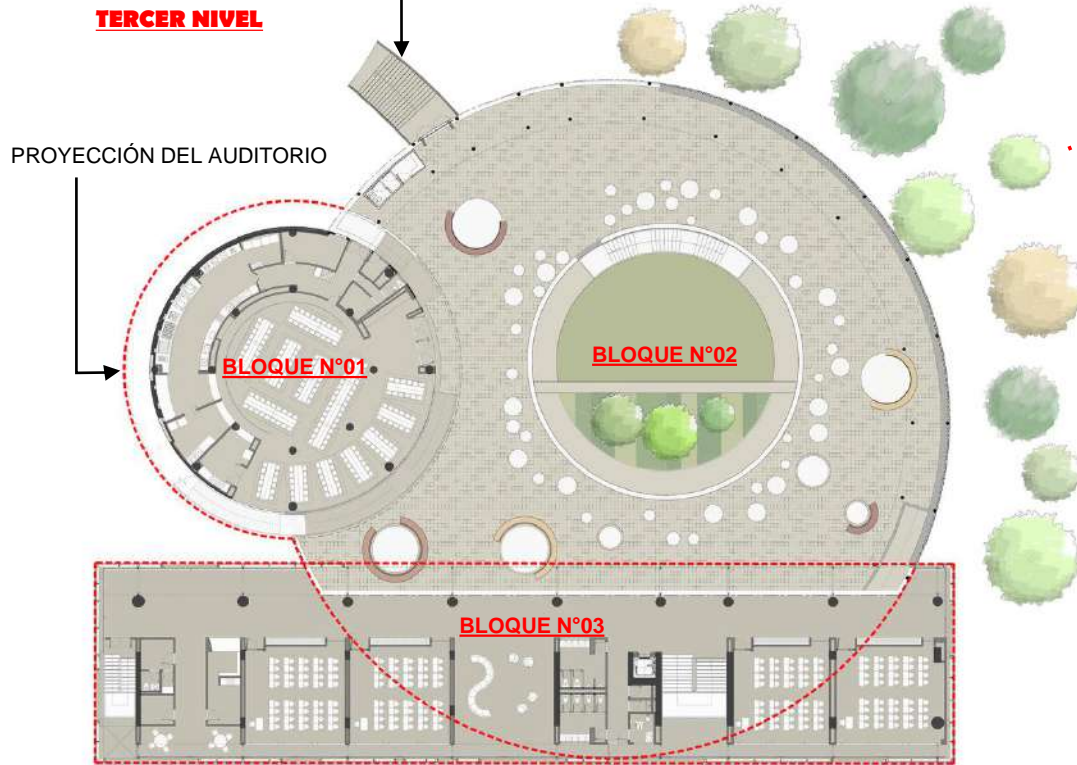 TERCER NIVEL
PROYECCIÓN DEL AUDITORIO
BLOQUE N°01
BLOQUE N°02
BLOQUE N°03